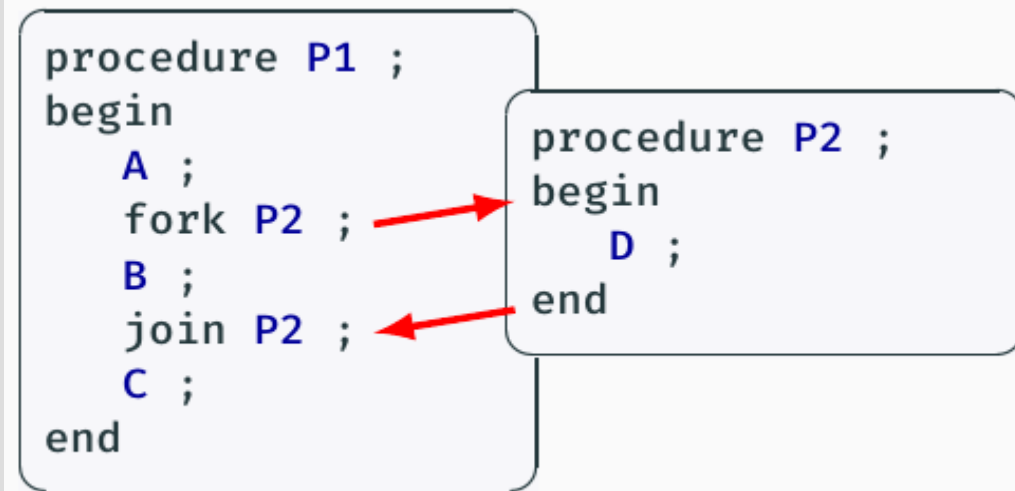 procedure P1 ;
begin
A ;
fork P2 ;
B ;
join P2 ;
C ;
end
procedure P2 ;
begin
D ;
end